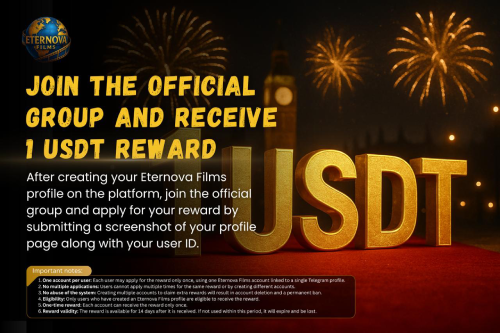 ETERNOVA
FILMS
JOIN THE OFFICIAL
GROUP AND RECEIVE
1 USDT REWARD
1 USDT
After creating your Eternova Films
profile on the platform, join the official
group and apply for your reward by
submitting a screenshot of your profile
page along with your user ID.
Important notes:
1. One account per user: Each user may apply for the reward only once, using one Eternova Films account linked to a single Telegram profile.
2. No multiple applications: Users cannot apply multiple times for the same reward or by creating different accounts.
3. No abuse of the system: Creating multiple accounts to claim extra rewards will result in account deletion and a permanent ban.
4. Eligibility: Only users who have created an Eternova Films profile are eligible to receive the reward.
5. One-time reward: Each account can receive the reward only once.
6. Reward validity: The reward is available for 14 days after it is received. If not used within this period, it will expire and be lost.